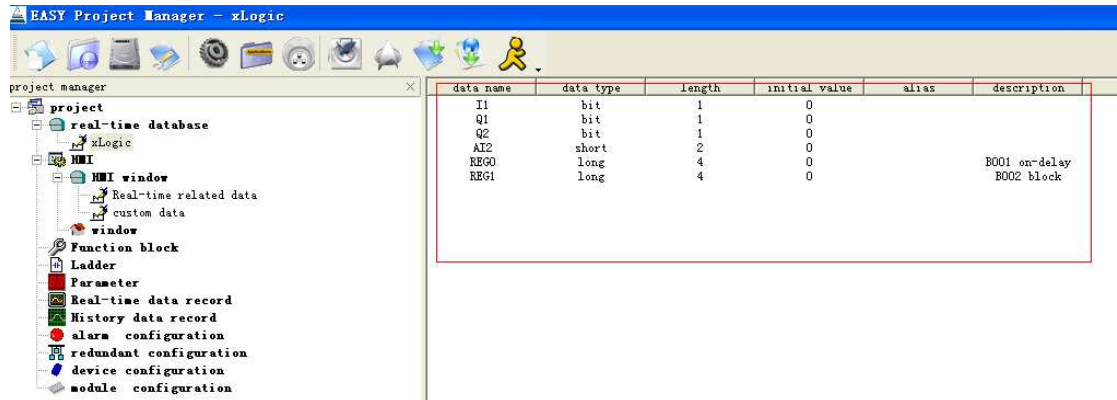 EASY Project Manager - xLogic
project manager
project
real-time database
xLogic
HMI
HMI window
Real-time related data
custom data
window
Function block
Ladder
Parameter
Real-time data record
History data record
alarm configuration
redundant configuration
device configuration
module configuration
data name data type length initial value alias description
I1 bit 1 0
Q1 bit 1 0
Q2 bit 1 0
AI2 short 2 0
REG0 long 4 0 B001 on-delay
REG1 long 4 0 B002 block